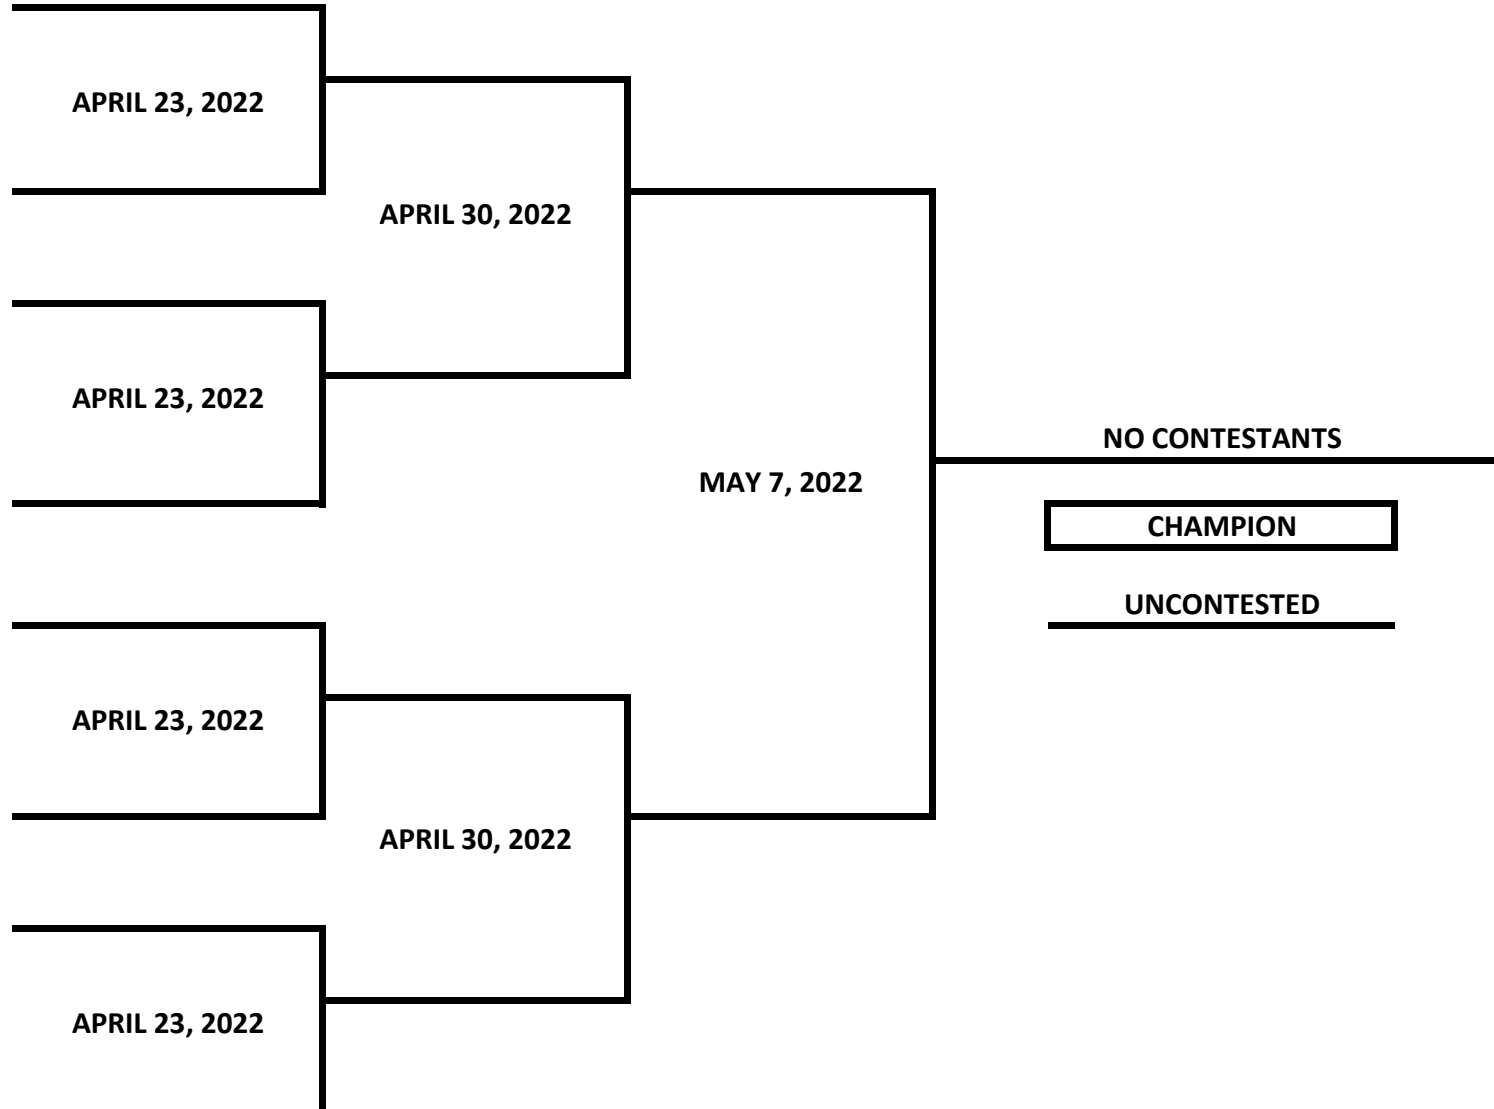 APRIL 23, 2022
APRIL 30, 2022
APRIL 23, 2022
NO CONTESTANTS
MAY 7, 2022
CHAMPION
UNCONTESTED
APRIL 23, 2022
APRIL 30, 2022
APRIL 23, 2022